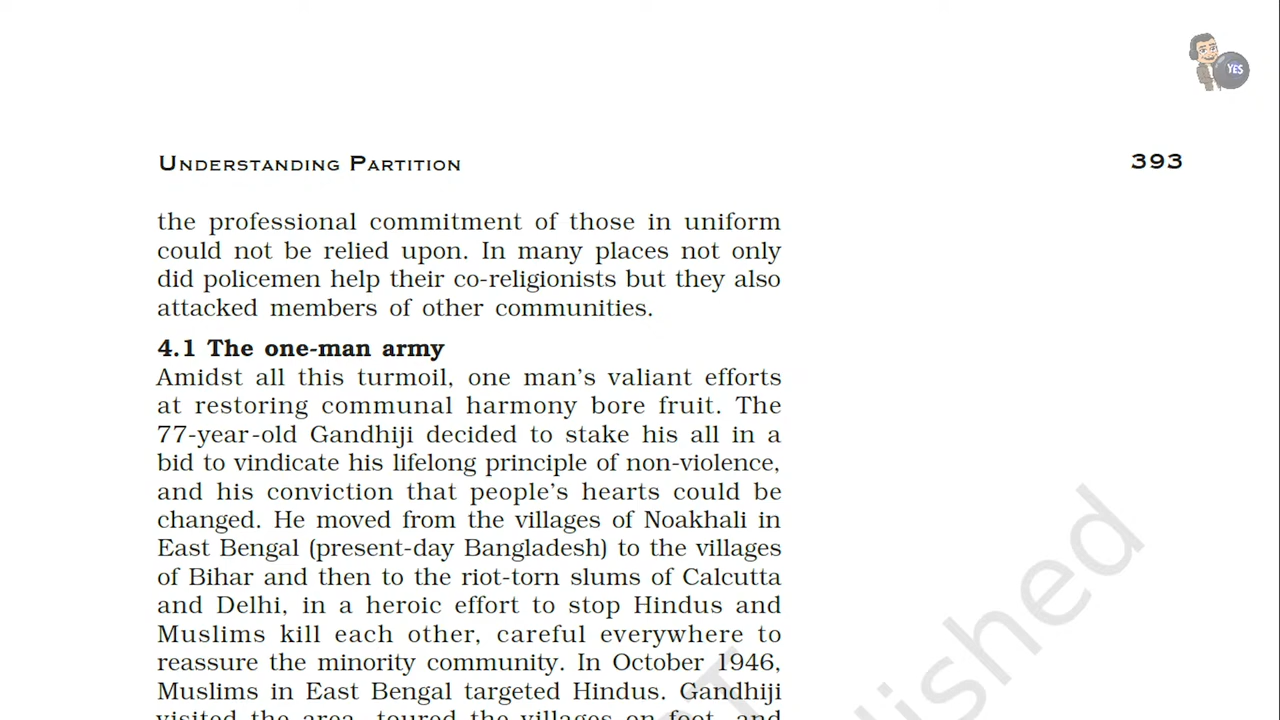 YES
UNDERSTANDING PARTITION 393
the professional commitment of those in uniform
could not be relied upon. In many places not only
did policemen help their co-religionists but they also
attacked members of other communities.
4.1 The one-man army
Amidst all this turmoil, one man's valiant efforts
at restoring communal harmony bore fruit. The
77-year-old Gandhiji decided to stake his all in a
bid to vindicate his lifelong principle of non-violence,
and his conviction that people's hearts could be
changed. He moved from the villages of Noakhali in
East Bengal (present-day Bangladesh) to the villages
of Bihar and then to the riot-torn slums of Calcutta
and Delhi, in a heroic effort to stop Hindus and
Muslims kill each other, careful everywhere to
reassure the minority community. In October 1946,
Muslims in East Bengal targeted Hindus. Gandhiji
visited the area, toured the villages on foot, and